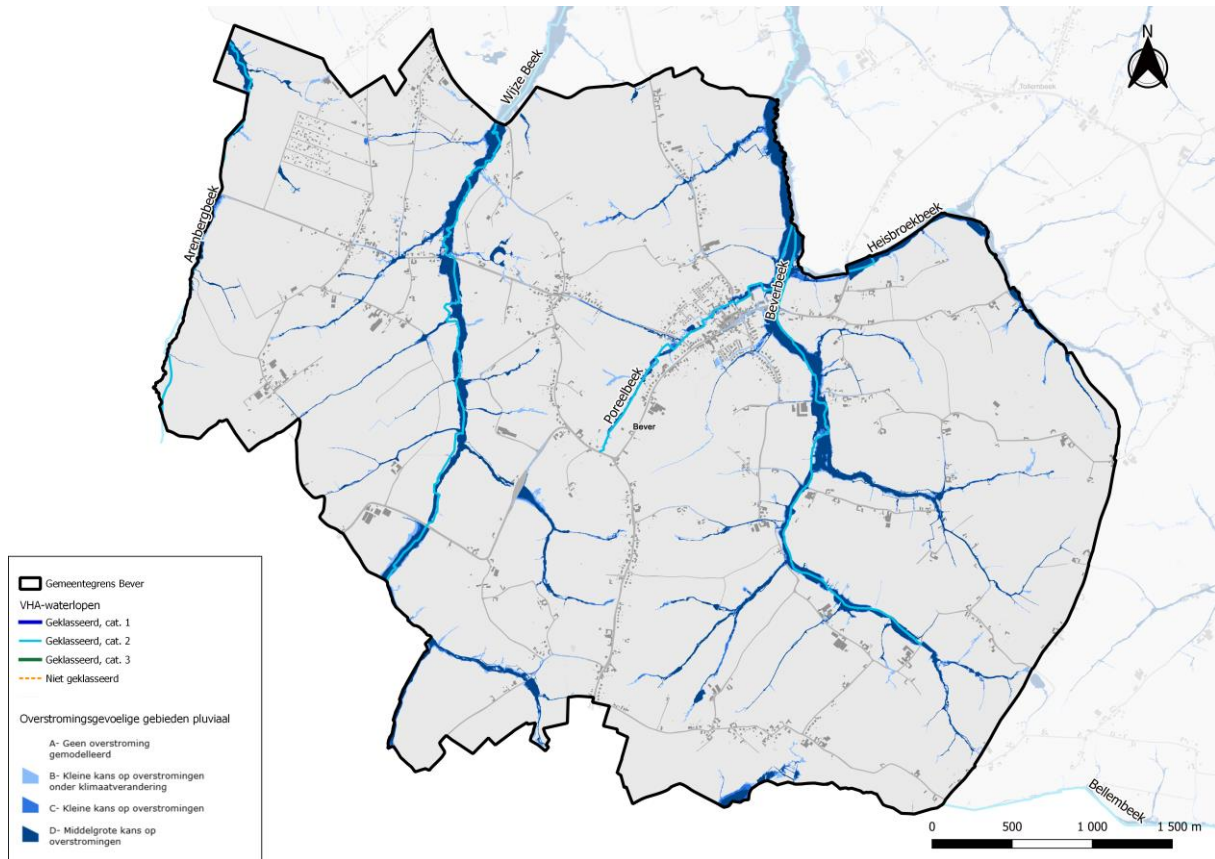 N
Wijze Beek
Tollembeek
Arenbergbeek
Heisbroekbeek
Beverbeek
Poreelbeek
Bever
Bellembeek
Gemeentegrens Bever
VHA-waterlopen
Geklasseerd, cat. 1
Geklasseerd, cat. 2
Geklasseerd, cat. 3
Niet geklasseerd
Overstromingsgevoelige gebieden pluviaal
A- Geen overstroming
gemodelleerd
B- Kleine kans op overstromingen
onder klimaatverandering
C- Kleine kans op overstromingen
D- Middelgrote kans op
overstromingen
0 500 1 000 1 500 m